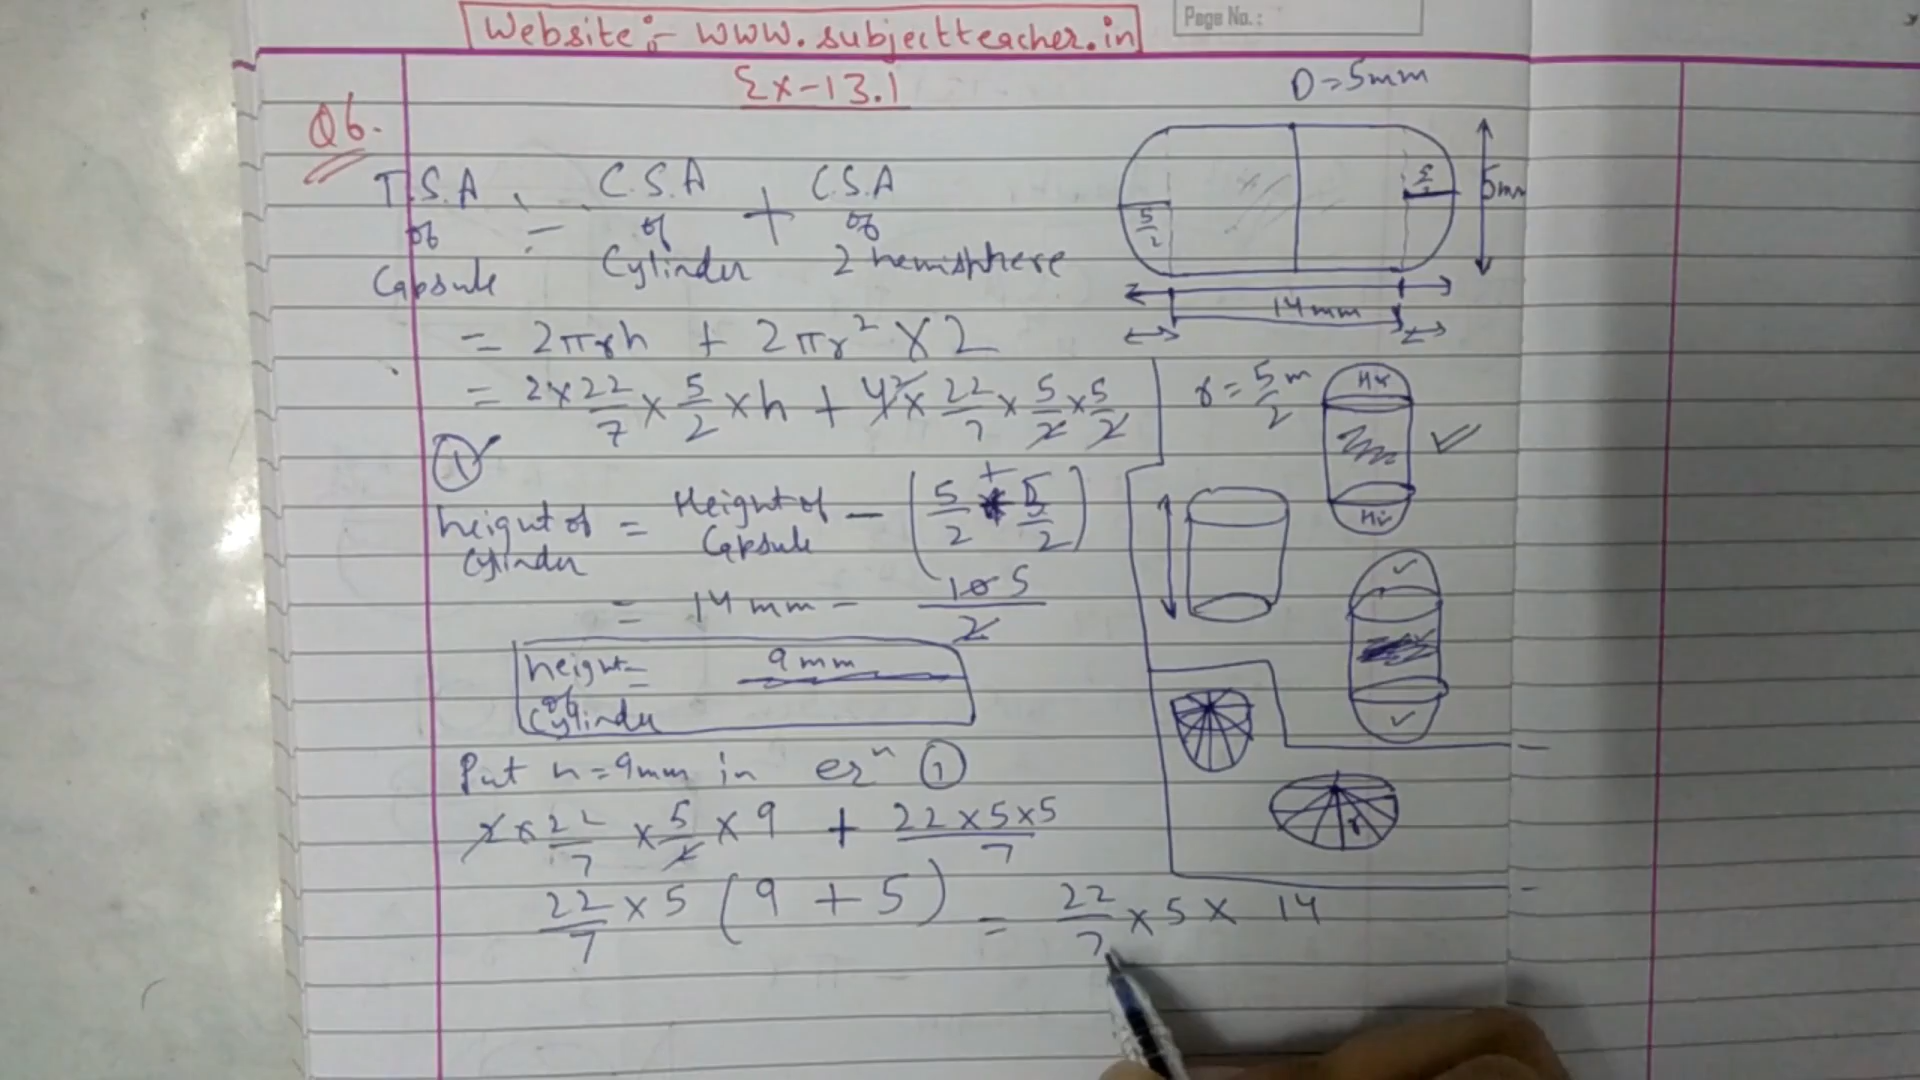 Website :- www.subjectteacher.in
Page No. :
Ex-13.1
Q6.
D=5mm
T.S.A of Capsule = C.S.A of Cylinder + C.S.A of 2 hemisphere
5/2
5mm
14mm
= 2πrh + 2πr² × 2
= 2×22/7 × 5/2 × h + 4 × 22/7 × 5/2 × 5/2
r = 5/2 m
①
height of Cylinder = Height of Capsule - (5/2 + 5/2)
= 14 mm - 10 5/2
height of Cylinder = 9mm
Put h=9mm in eqⁿ ①
2×22/7 × 5/2 × 9 + 22×5×5/7
22/7 × 5 (9 + 5) = 22/7 × 5 × 14
r